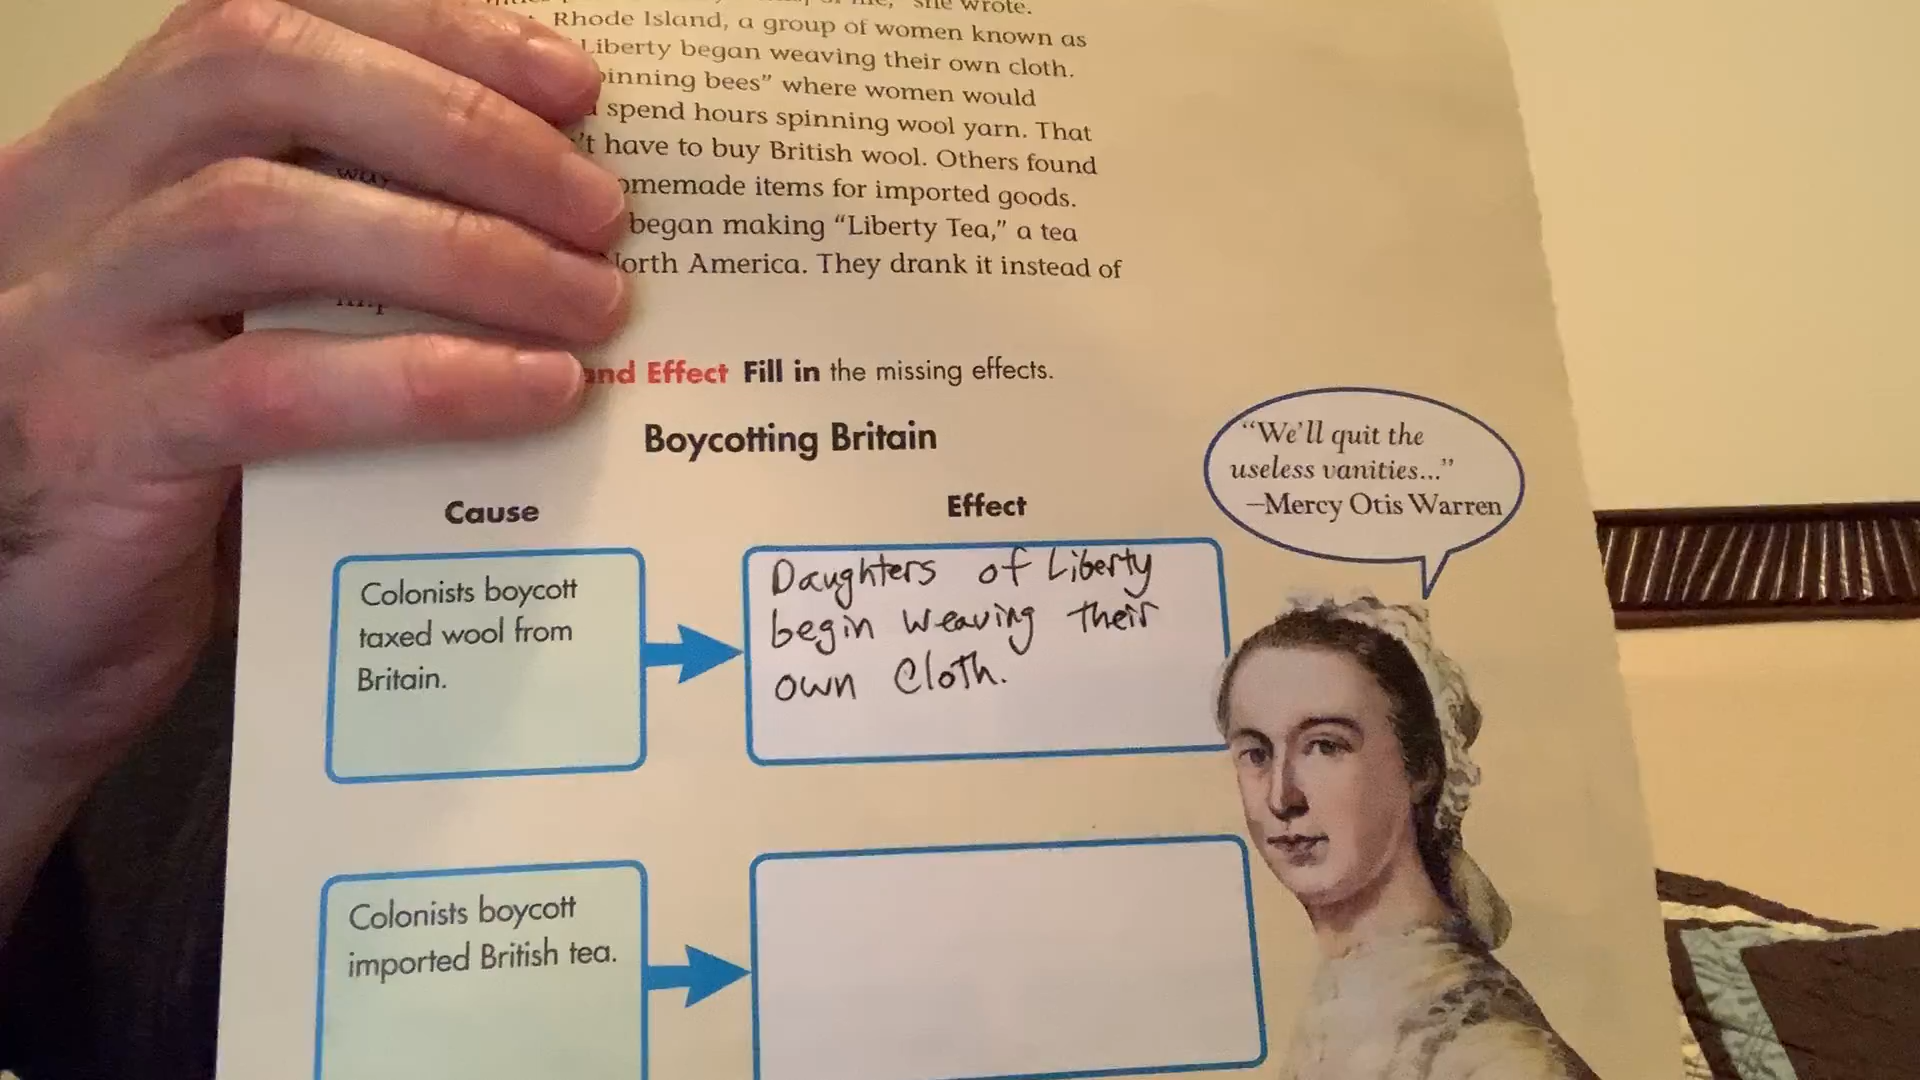 she wrote.
Rhode Island, a group of women known as
Liberty began weaving their own cloth.
bees” where women would
spend hours spinning wool yarn. That
have to buy British wool. Others found
items for imported goods.
began making “Liberty Tea,” a tea
America. They drank it instead of
and Effect Fill in the missing effects.
Boycotting Britain
Cause
Effect
Colonists boycott
taxed wool from
Britain.
Daughters of Liberty
begin weaving their
own cloth.
“We’ll quit the
useless vanities...”
–Mercy Otis Warren
Colonists boycott
imported British tea.